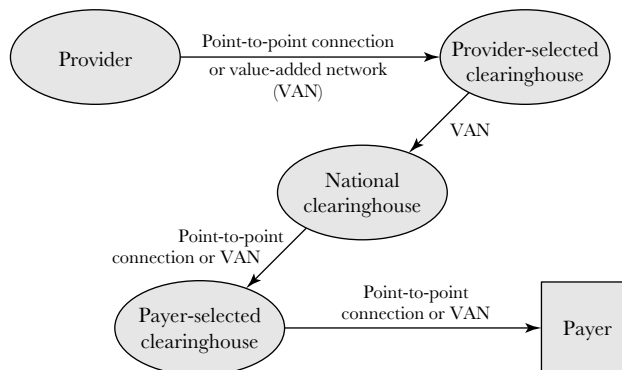 Provider
Point-to-point connection
or value-added network
(VAN)
Provider-selected
clearinghouse
VAN
National
clearinghouse
Point-to-point
connection or VAN
Payer-selected
clearinghouse
Point-to-point
connection or VAN
Payer